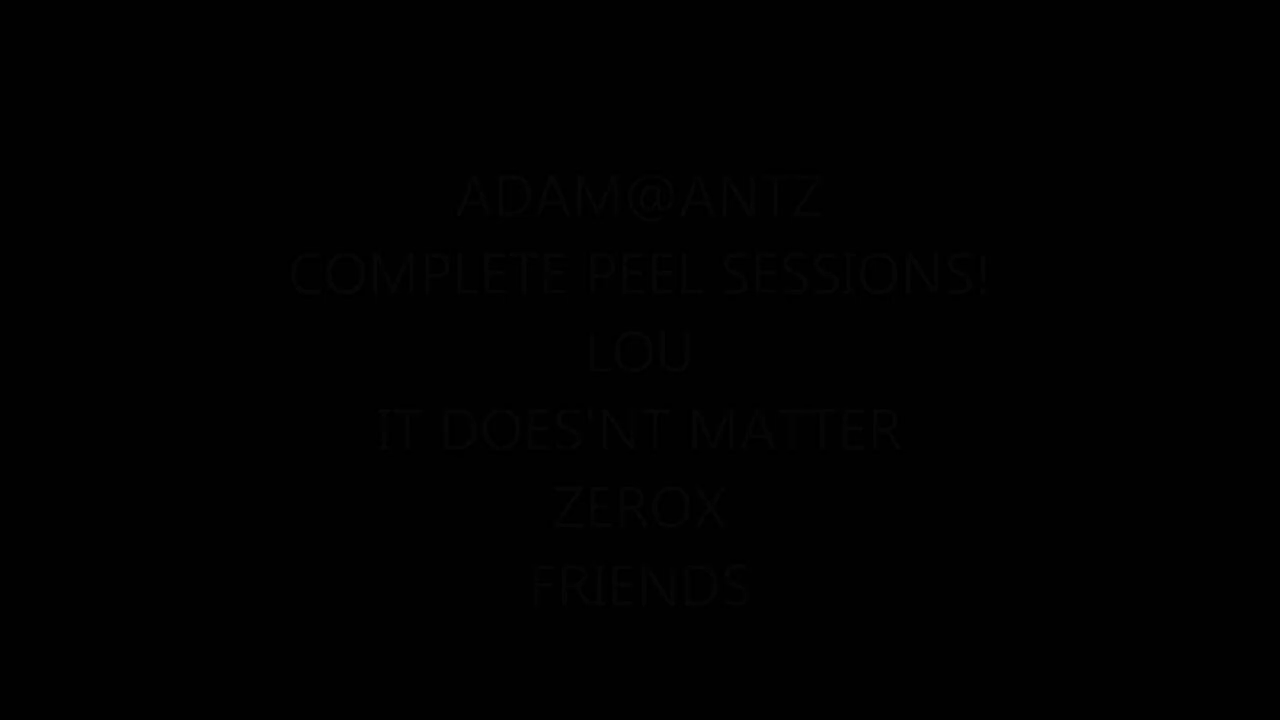 ADAM@ANTZ
COMPLETE PEEL SESSIONS!
LOU
IT DOES'NT MATTER
ZEROX
FRIENDS